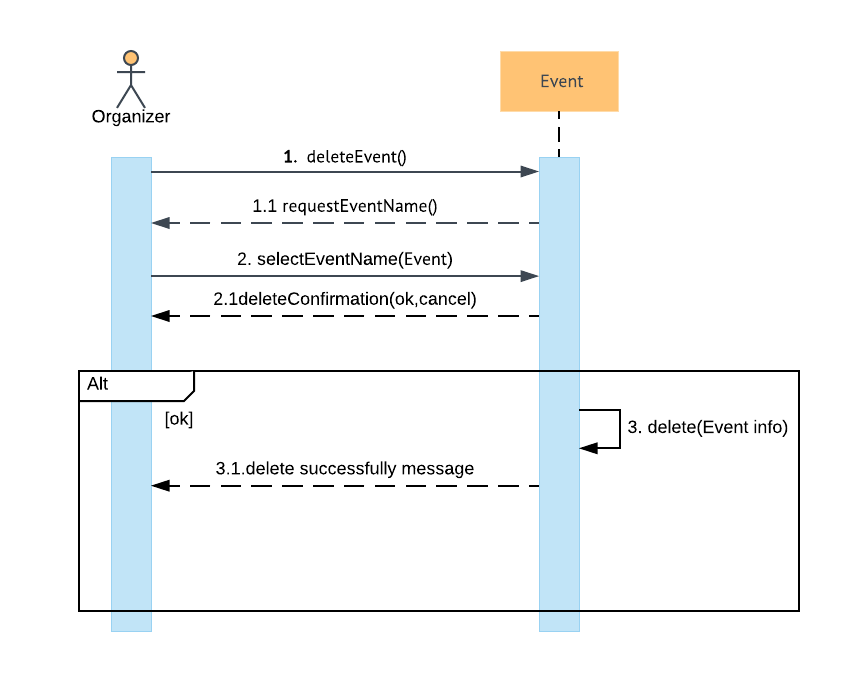 Organizer
Event
1. deleteEvent()
1.1 requestEventName()
2. selectEventName(Event)
2.1deleteConfirmation(ok,cancel)
Alt
[ok]
3. delete(Event info)
3.1.delete successfully message